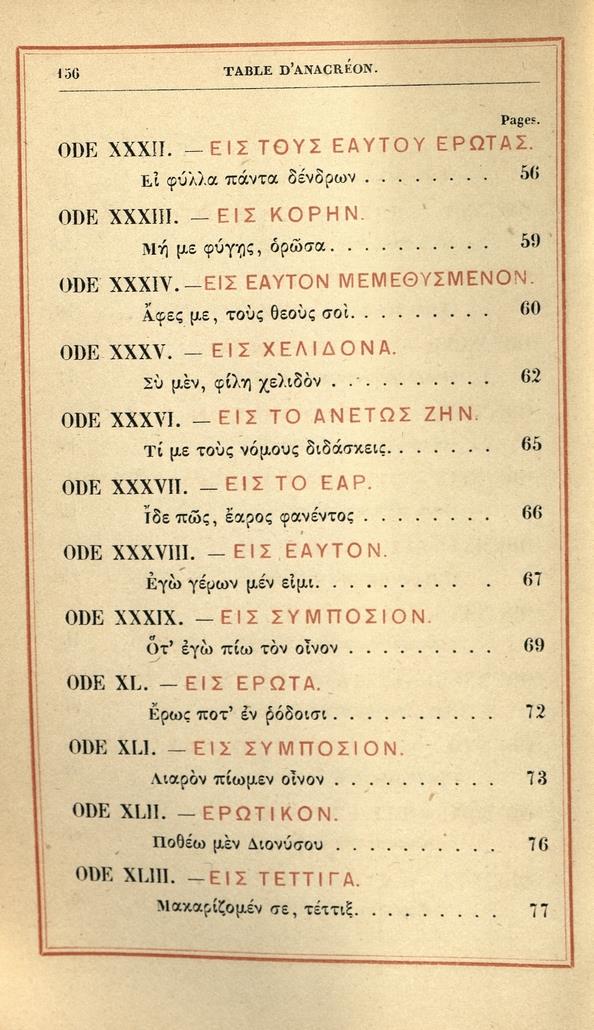 156 TABLE D'ANACRÉON.
Pages.
ODE XXXII. — ΕΙΣ ΤΟΥΣ ΕΑΥΤΟΥ ΕΡΩΤΑΣ.
Εἰ φύλλα πάντα δένδρων . . . . . . . . 56
ODE XXXIII. — ΕΙΣ ΚΟΡΗΝ.
Μή με φύγῃς, ὁρῶσα. . . . . . . . . . 59
ODE XXXIV. — ΕΙΣ ΕΑΥΤΟΝ ΜΕΜΕΘΥΣΜΕΝΟΝ.
Ἄφες με, τοὺς θεοὺς σοὶ. . . . . . . . . 60
ODE XXXV. — ΕΙΣ ΧΕΛΙΔΟΝΑ.
Σὺ μὲν, φίλη χελιδὸν . . . . . . . . . . 62
ODE XXXVI. — ΕΙΣ ΤΟ ΑΝΕΤΩΣ ΖΗΝ.
Τί με τοὺς νόμους διδάσκεις. . . . . . . 65
ODE XXXVII. — ΕΙΣ ΤΟ ΕΑΡ.
Ἴδε πῶς, ἔαρος φανέντος . . . . . . . . 66
ODE XXXVIII. — ΕΙΣ ΕΑΥΤΟΝ.
Ἐγὼ γέρων μέν εἰμι. . . . . . . . . . 67
ODE XXXIX. — ΕΙΣ ΣΥΜΠΟΣΙΟΝ.
Ὅτ' ἐγὼ πίω τὸν οἶνον . . . . . . . . . 69
ODE XL. — ΕΙΣ ΕΡΩΤΑ.
Ἔρως ποτ' ἐν ῥόδοισι . . . . . . . . . . 72
ODE XLI. — ΕΙΣ ΣΥΜΠΟΣΙΟΝ.
Λιαρὸν πίωμεν οἶνον . . . . . . . . . . 73
ODE XLII. — ΕΡΩΤΙΚΟΝ.
Ποθέω μὲν Διονύσου . . . . . . . . . . 76
ODE XLIII. — ΕΙΣ ΤΕΤΤΙΓΑ.
Μακαρίζομέν σε, τέττιξ. . . . . . . . . 77